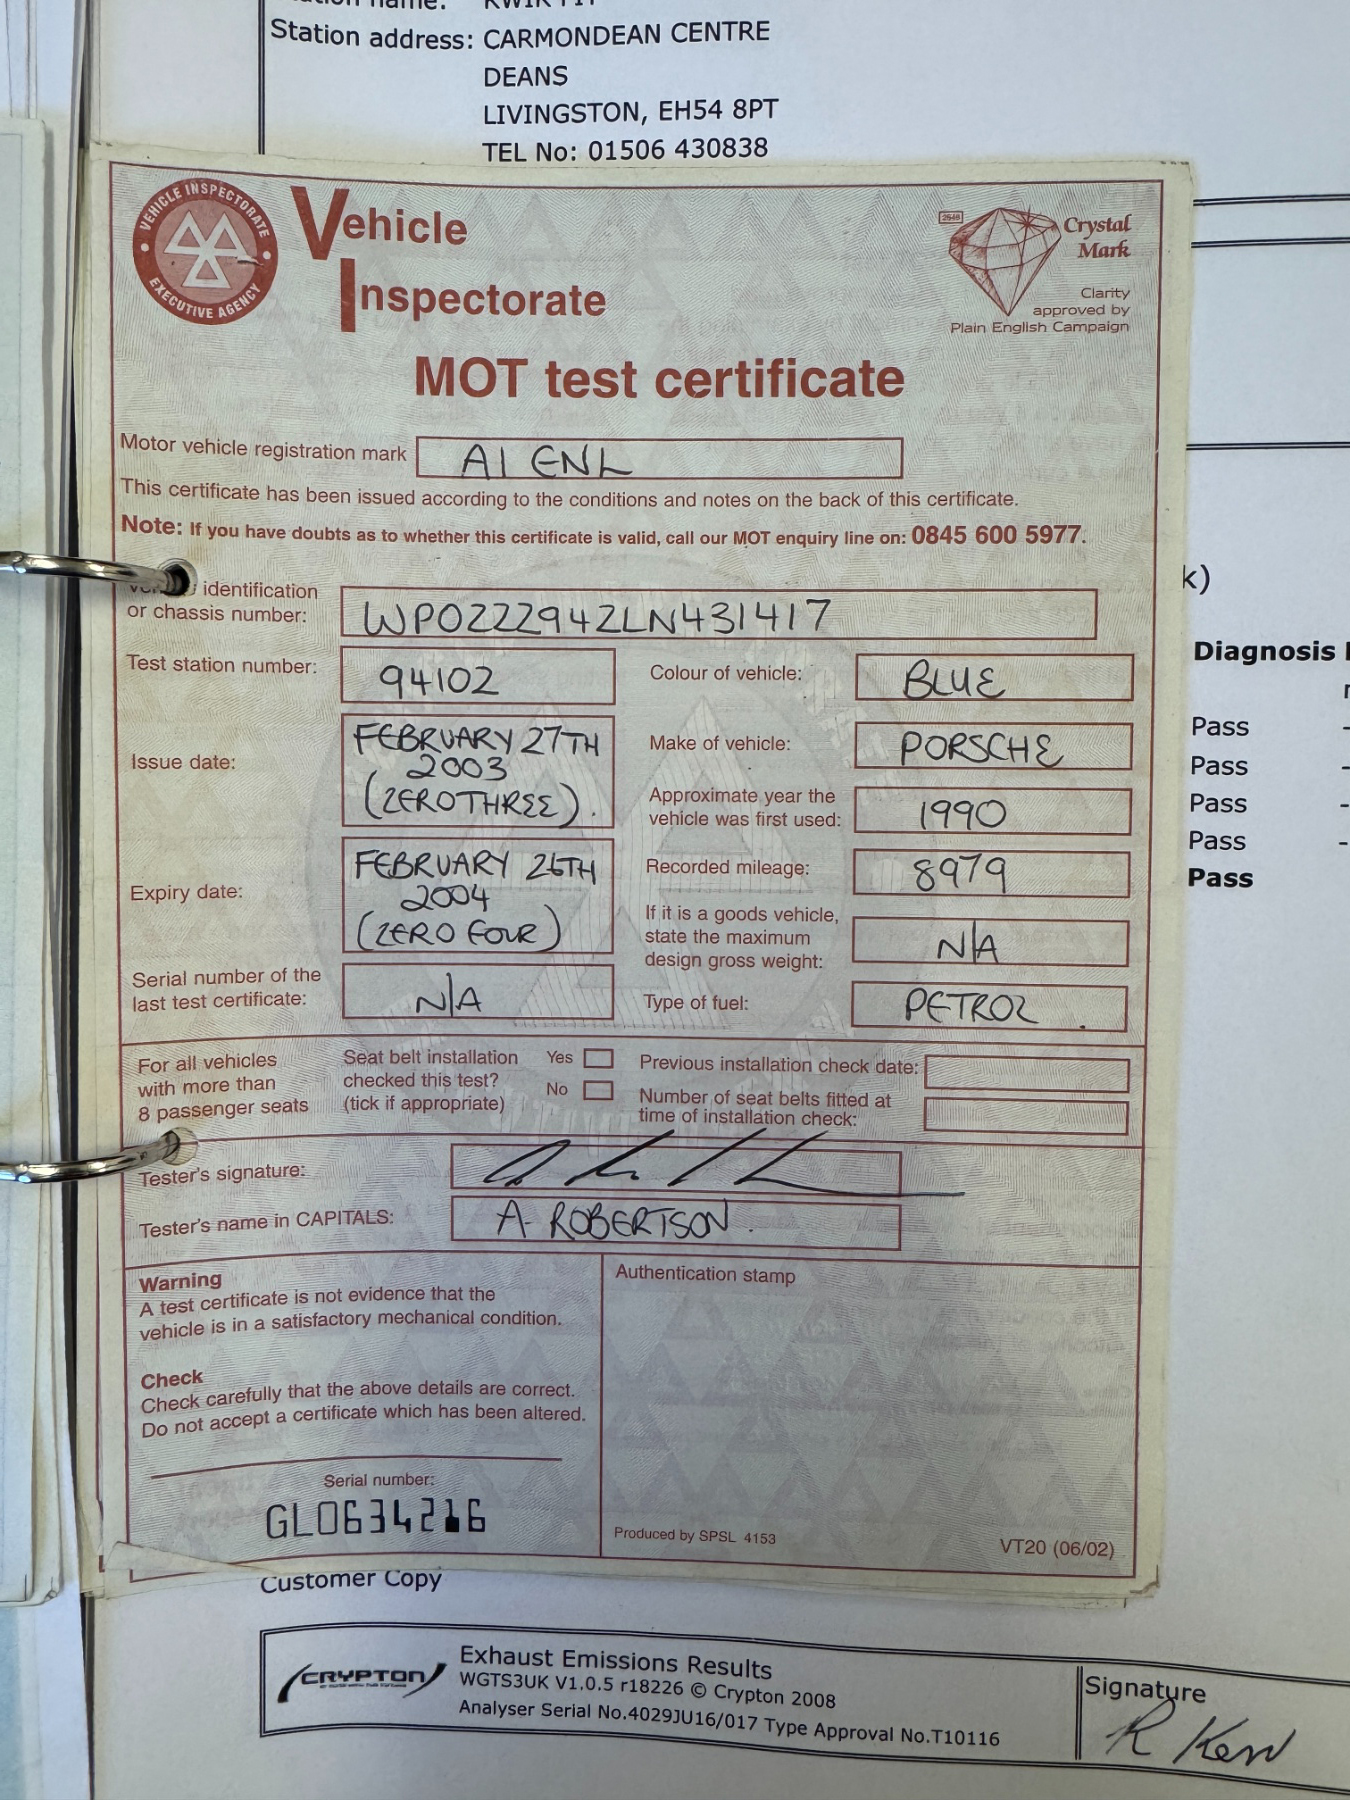 Station address: CARMONDEAN CENTRE
DEANS
LIVINGSTON, EH54 8PT
TEL No: 01506 430838
VEHICLE INSPECTORATE
EXECUTIVE AGENCY
Vehicle
Inspectorate
2848
Crystal
Mark
Clarity
approved by
Plain English Campaign
MOT test certificate
Motor vehicle registration mark A1 ENL
This certificate has been issued according to the conditions and notes on the back of this certificate.
Note: If you have doubts as to whether this certificate is valid, call our MOT enquiry line on: 0845 600 5977.
identification
or chassis number: WPOZZZ94ZLN431417
Test station number: 94102
Colour of vehicle: BLUE
Issue date: FEBRUARY 27TH
2003
(ZERO THREE).
Make of vehicle: PORSCHE
Approximate year the
vehicle was first used: 1990
Expiry date: FEBRUARY 26TH
2004
(ZERO FOUR)
Recorded mileage: 8979
If it is a goods vehicle,
state the maximum
design gross weight: N/A
Serial number of the
last test certificate: N/A
Type of fuel: PETROL .
For all vehicles
with more than
8 passenger seats
Seat belt installation
checked this test?
(tick if appropriate)
Yes
No
Previous installation check date:
Number of seat belts fitted at
time of installation check:
Tester's signature:
Tester's name in CAPITALS: A. ROBERTSON.
Warning
A test certificate is not evidence that the
vehicle is in a satisfactory mechanical condition.
Check
Check carefully that the above details are correct.
Do not accept a certificate which has been altered.
Serial number:
GL0634216
Authentication stamp
Produced by SPSL 4153
VT20 (06/02)
k)
Diagnosis
Pass
Pass
Pass
Pass
Pass
Customer Copy
CRYPTON
Exhaust Emissions Results
WGTS3UK V1.0.5 r18226 © Crypton 2008
Analyser Serial No.4029JU16/017 Type Approval No.T10116
Signature
R Kerr